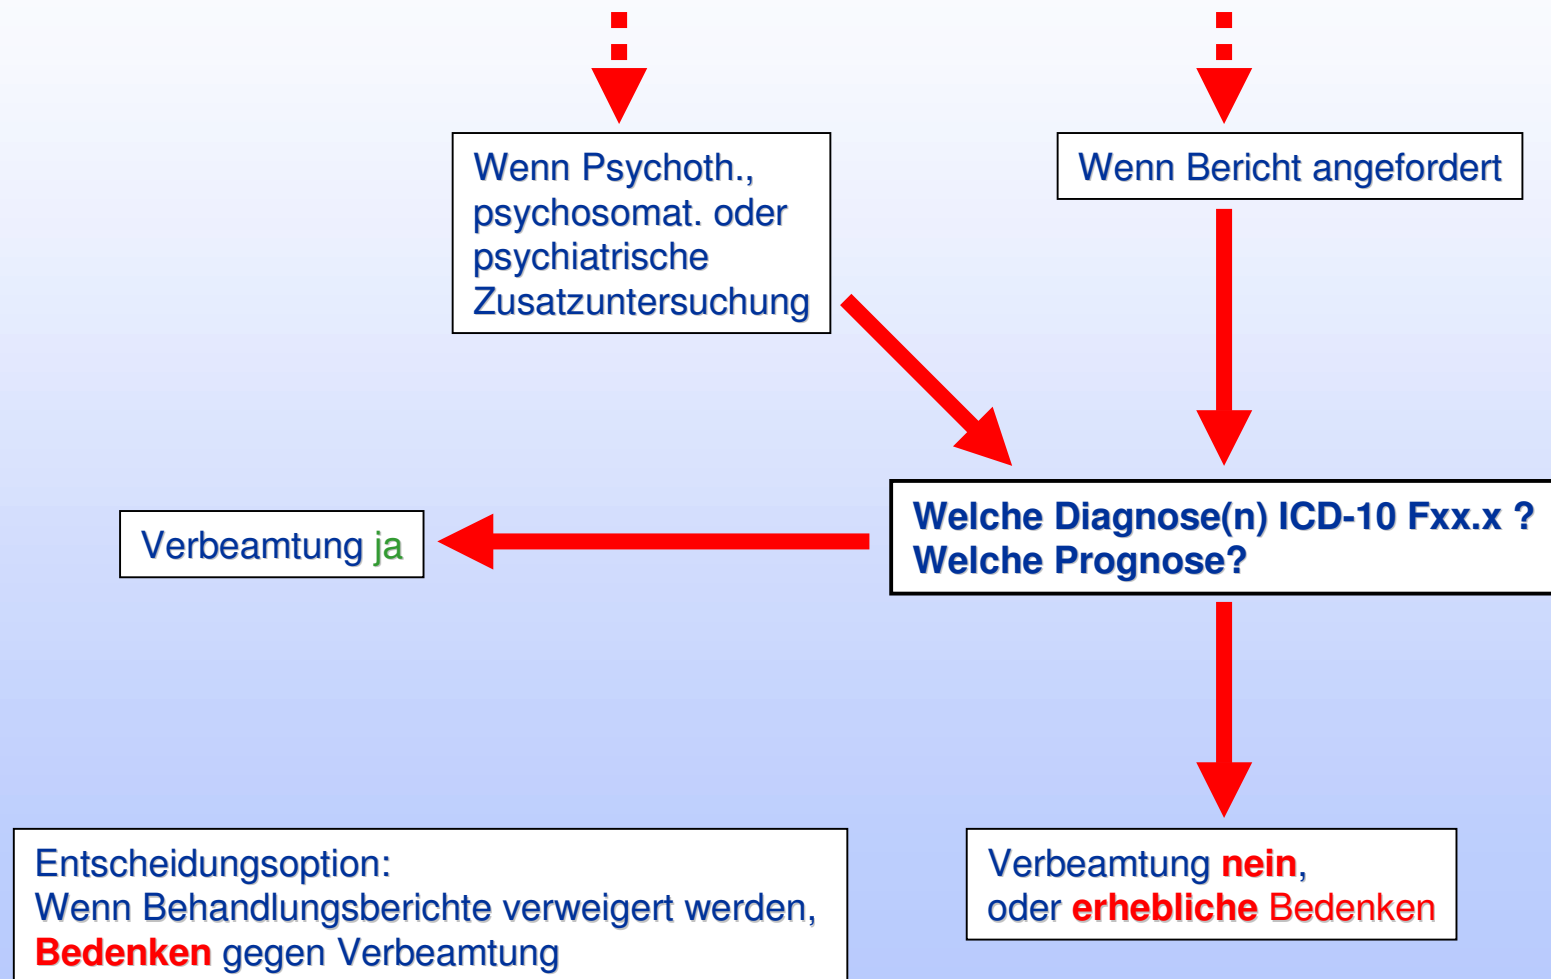 Wenn Psychoth.,
psychosomat. oder
psychiatrische
Zusatzuntersuchung
Wenn Bericht angefordert
Welche Diagnose(n) ICD-10 Fxx.x ?
Welche Prognose?
Verbeamtung ja
Entscheidungsoption:
Wenn Behandlungsberichte verweigert werden,
Bedenken gegen Verbeamtung
Verbeamtung nein,
oder erhebliche Bedenken